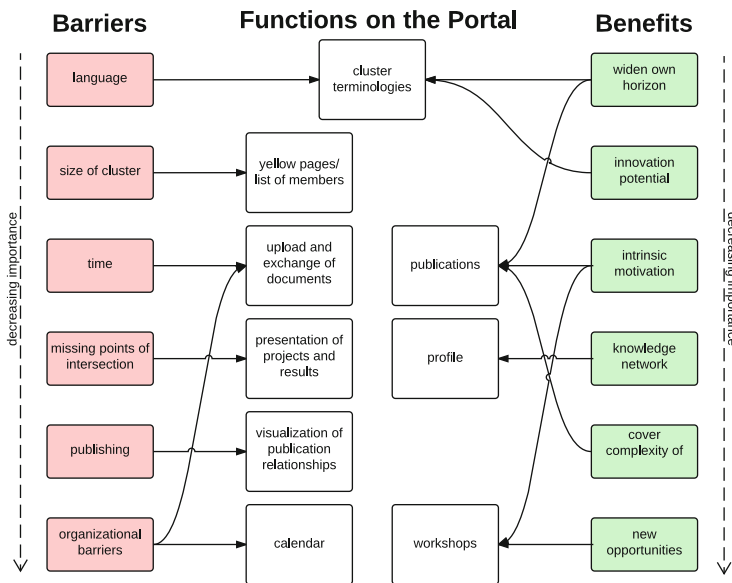 Barriers
Functions on the Portal
Benefits
language
cluster
terminologies
widen own
horizon
size of cluster
yellow pages/
list of members
innovation
potential
decreasing importance
time
upload and
exchange of
documents
publications
intrinsic
motivation
decreasing importance
missing points of
intersection
presentation of
projects and
results
profile
knowledge
network
publishing
visualization of
publication
relationships
cover
complexity of
organizational
barriers
calendar
workshops
new
opportunities